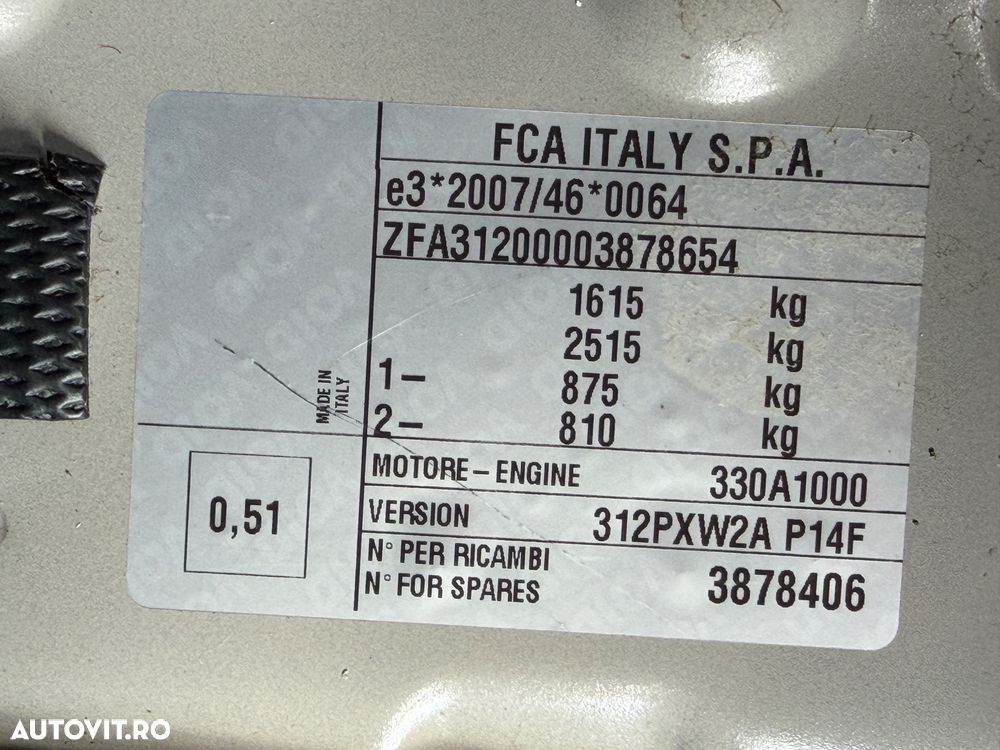 FCA ITALY S.P.A.
e3*2007/46*0064
ZFA31200003878654
1615 kg
2515 kg
1– 875 kg
2– 810 kg
MADE IN
ITALY
MOTORE – ENGINE 330A1000
0,51
VERSION 312PXW2A P14F
N° PER RICAMBI
N° FOR SPARES 3878406
AUTOVIT.RO